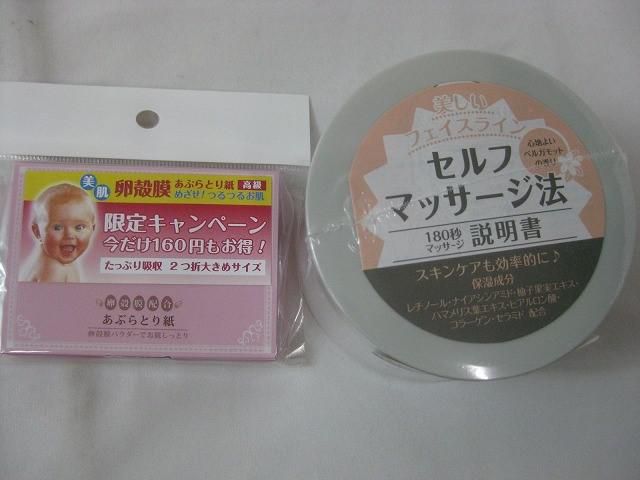 美肌
卵殻膜
あぶらとり紙 高級
めざせ!つるつるお肌
限定キャンペーン
今だけ160円もお得!
たっぷり吸収 2つ折大きめサイズ
卵殻膜配合
あぶらとり紙
卵殻膜パウダーでお肌しっとり
美しい
フェイスライン
心地よい
ベルガモット
の香り
セルフ
マッサージ法
180秒
マッサージ
説明書
スキンケアも効率的に♪
保湿成分
レチノール・ナイアシンアミド・柚子果実エキス・
ハマメリス葉エキス・ヒアルロン酸・
コラーゲン・セラミド 配合